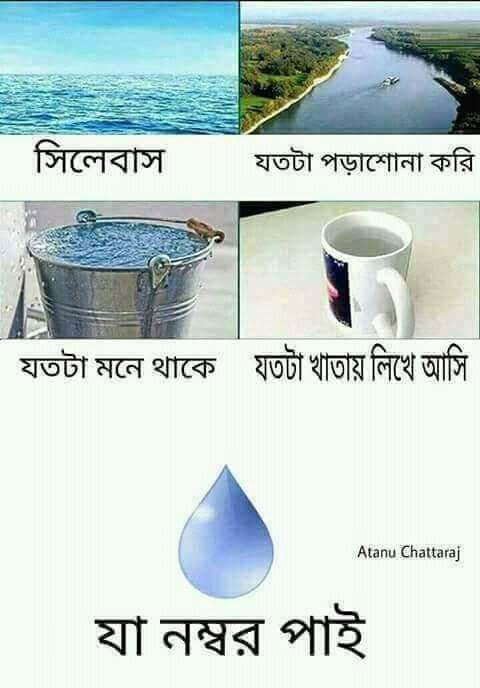 সিলেবাস
যতটা পড়াশোনা করি
যতটা মনে থাকে
যতটা খাতায় লিখে আসি
Atanu Chattaraj
যা নম্বর পাই